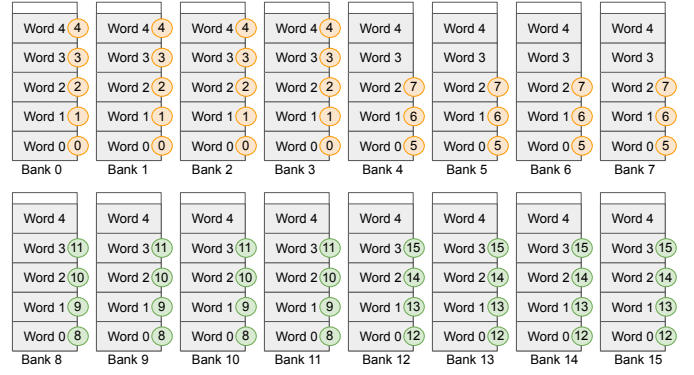 Word 4 4 Word 4 4 Word 4 4 Word 4 4 Word 4 Word 4 Word 4 Word 4
Word 3 3 Word 3 3 Word 3 3 Word 3 3 Word 3 Word 3 Word 3 Word 3
Word 2 2 Word 2 2 Word 2 2 Word 2 2 Word 2 7 Word 2 7 Word 2 7 Word 2 7
Word 1 1 Word 1 1 Word 1 1 Word 1 1 Word 1 6 Word 1 6 Word 1 6 Word 1 6
Word 0 0 Word 0 0 Word 0 0 Word 0 0 Word 0 5 Word 0 5 Word 0 5 Word 0 5
Bank 0 Bank 1 Bank 2 Bank 3 Bank 4 Bank 5 Bank 6 Bank 7
Word 4 Word 4 Word 4 Word 4 Word 4 Word 4 Word 4 Word 4
Word 3 11 Word 3 11 Word 3 11 Word 3 11 Word 3 15 Word 3 15 Word 3 15 Word 3 15
Word 2 10 Word 2 10 Word 2 10 Word 2 10 Word 2 14 Word 2 14 Word 2 14 Word 2 14
Word 1 9 Word 1 9 Word 1 9 Word 1 9 Word 1 13 Word 1 13 Word 1 13 Word 1 13
Word 0 8 Word 0 8 Word 0 8 Word 0 8 Word 0 12 Word 0 12 Word 0 12 Word 0 12
Bank 8 Bank 9 Bank 10 Bank 11 Bank 12 Bank 13 Bank 14 Bank 15